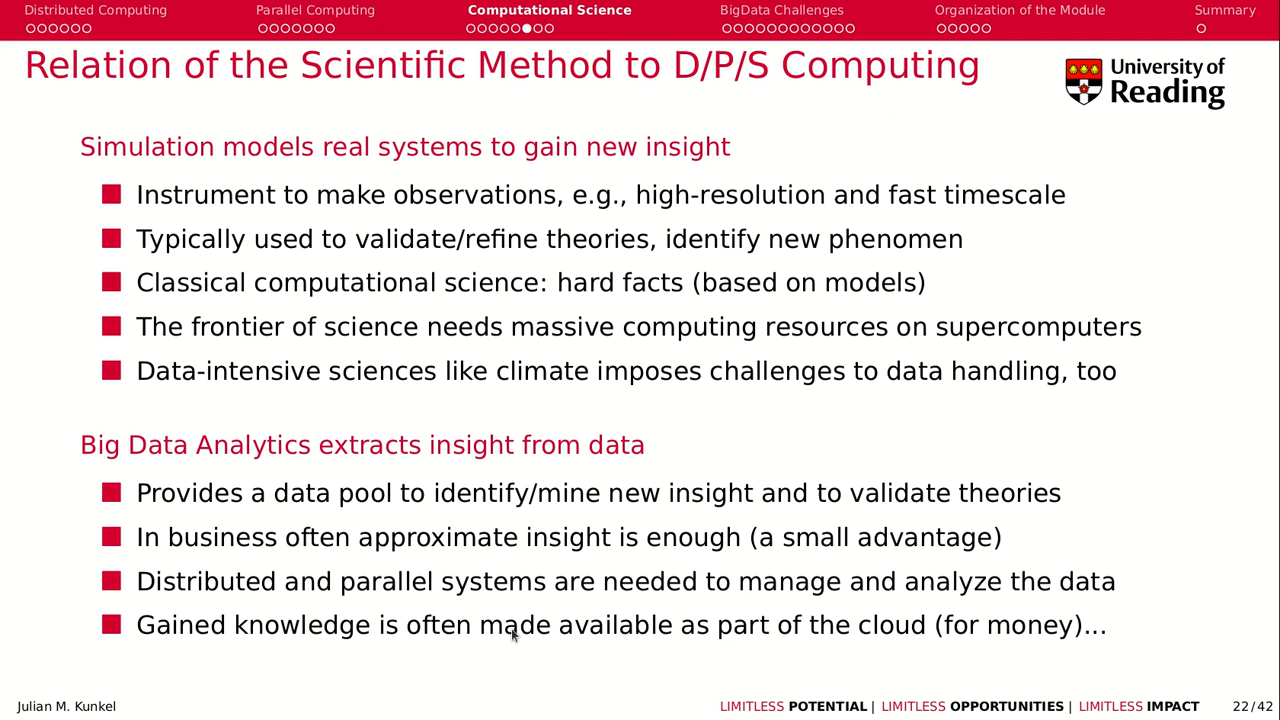 Distributed Computing Parallel Computing Computational Science BigData Challenges Organization of the Module Summary
Relation of the Scientific Method to D/P/S Computing
University of
Reading
Simulation models real systems to gain new insight
Instrument to make observations, e.g., high-resolution and fast timescale
Typically used to validate/refine theories, identify new phenomen
Classical computational science: hard facts (based on models)
The frontier of science needs massive computing resources on supercomputers
Data-intensive sciences like climate imposes challenges to data handling, too
Big Data Analytics extracts insight from data
Provides a data pool to identify/mine new insight and to validate theories
In business often approximate insight is enough (a small advantage)
Distributed and parallel systems are needed to manage and analyze the data
Gained knowledge is often made available as part of the cloud (for money)...
Julian M. Kunkel LIMITLESS POTENTIAL | LIMITLESS OPPORTUNITIES | LIMITLESS IMPACT 22/42